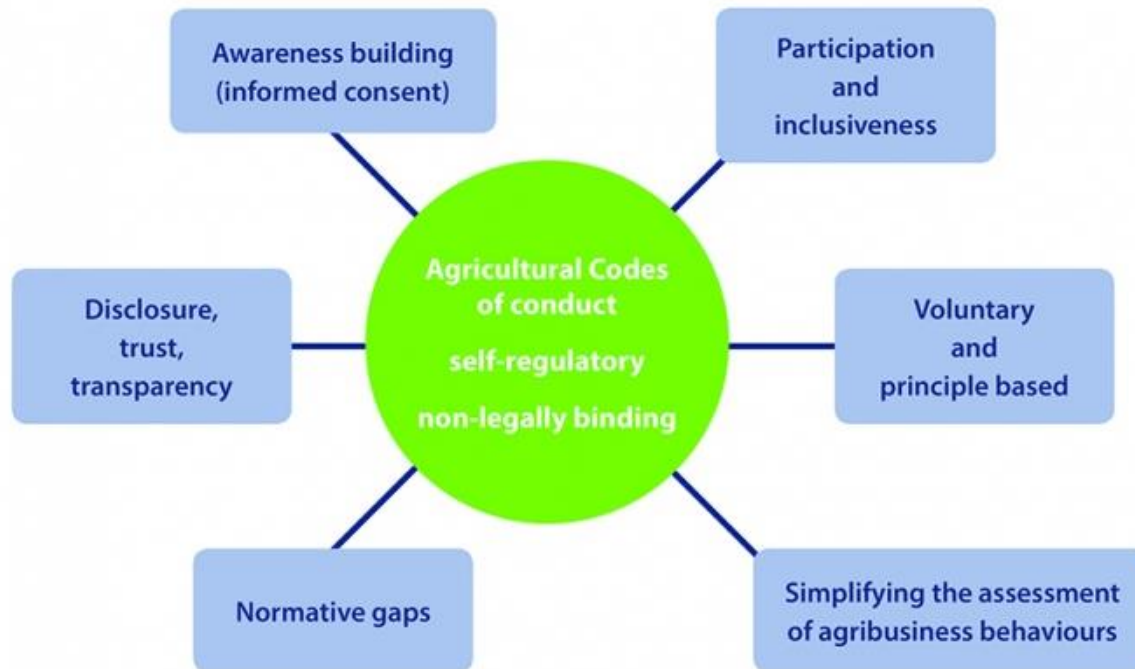 Awareness building
(informed consent)
Participation
and
inclusiveness
Agricultural Codes
of conduct
self-regulatory
non-legally binding
Disclosure,
trust,
transparency
Voluntary
and
principle based
Normative gaps
Simplifying the assessment
of agribusiness behaviours